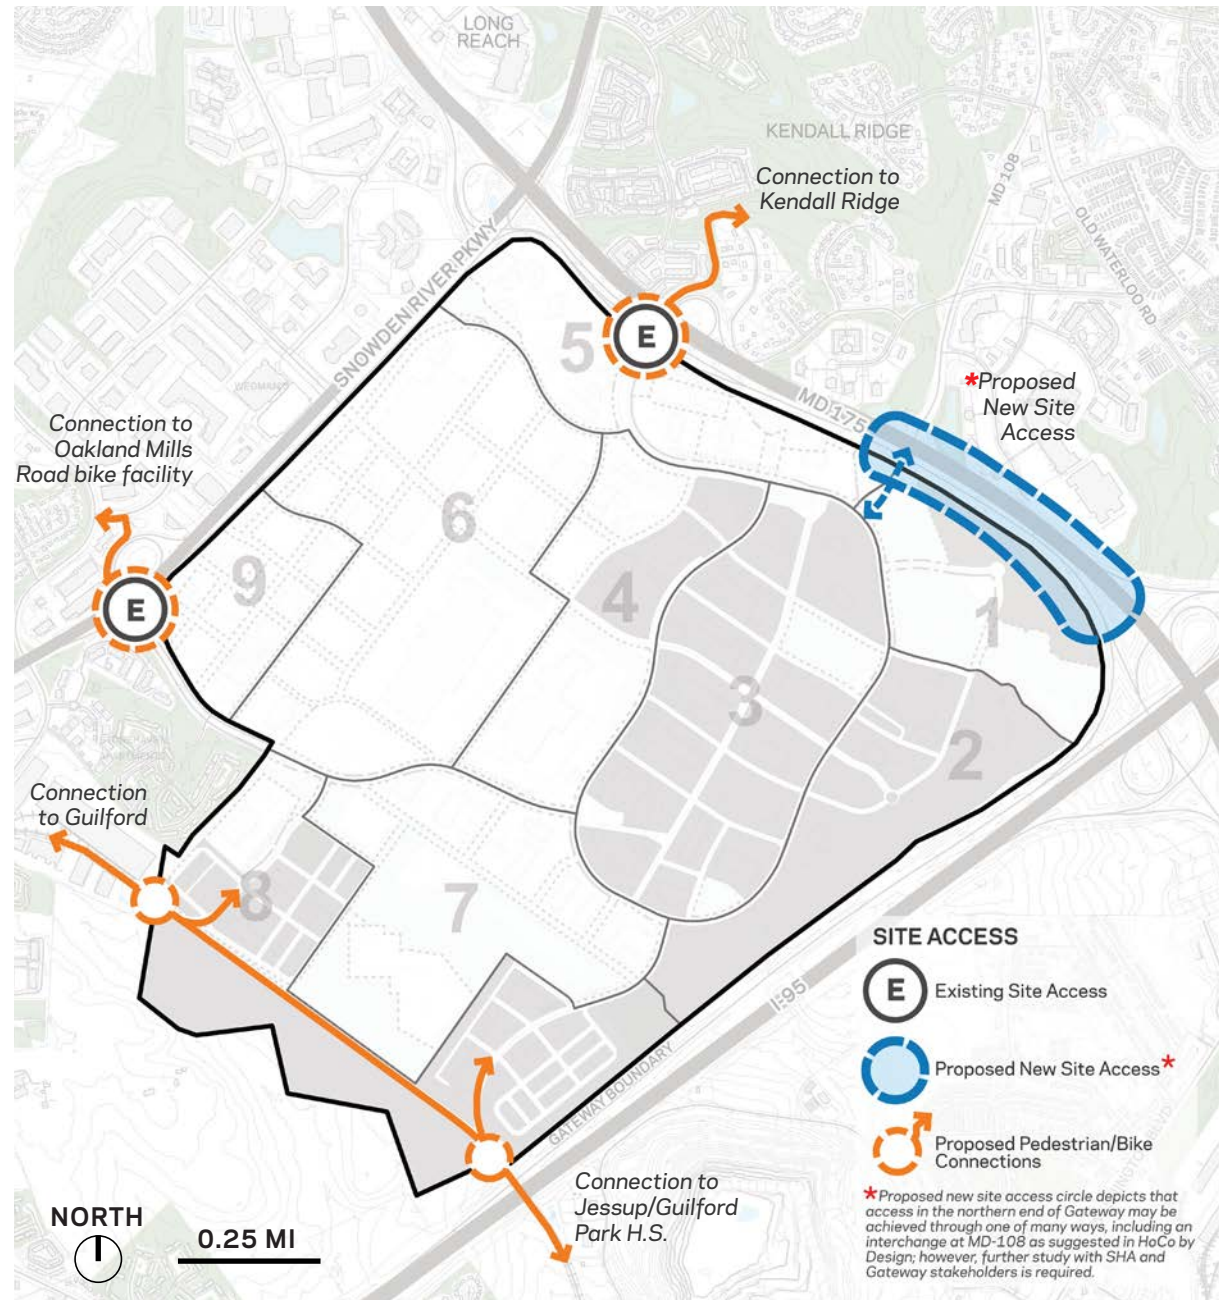 LONG
REACH
KENDALL RIDGE
Connection to
Kendall Ridge
MD 108
OLD WATERLOO RD
SNOWDEN RIVER PKWY
5
E
WEGMANS
MD 175
*Proposed
New Site
Access
Connection to
Oakland Mills
Road bike facility
6
9
4
E
1
3
2
Connection
to Guilford
8
7
I-95
GATEWAY BOUNDARY
SITE ACCESS
E Existing Site Access
Proposed New Site Access*
Proposed Pedestrian/Bike
Connections
*Proposed new site access circle depicts that
access in the northern end of Gateway may be
achieved through one of many ways, including an
interchange at MD-108 as suggested in HoCo by
Design; however, further study with SHA and
Gateway stakeholders is required.
Connection to
Jessup/Guilford
Park H.S.
NORTH
0.25 MI